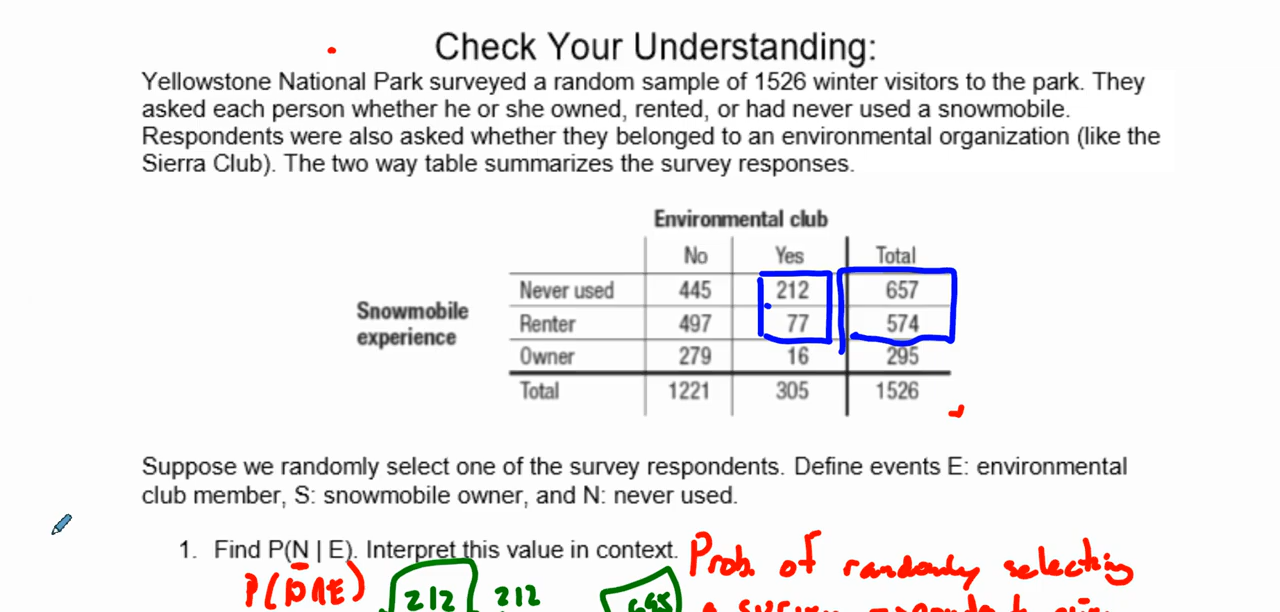 Check Your Understanding:
Yellowstone National Park surveyed a random sample of 1526 winter visitors to the park. They
asked each person whether he or she owned, rented, or had never used a snowmobile.
Respondents were also asked whether they belonged to an environmental organization (like the
Sierra Club). The two way table summarizes the survey responses.
Environmental club
No Yes Total
Never used 445 212 657
Snowmobile
experience
Renter 497 77 574
Owner 279 16 295
Total 1221 305 1526
Suppose we randomly select one of the survey respondents. Define events E: environmental
club member, S: snowmobile owner, and N: never used.
1. Find P(N | E). Interpret this value in context. Prob. of randomly selecting
P(N∩E) 212 212
a survey respondent